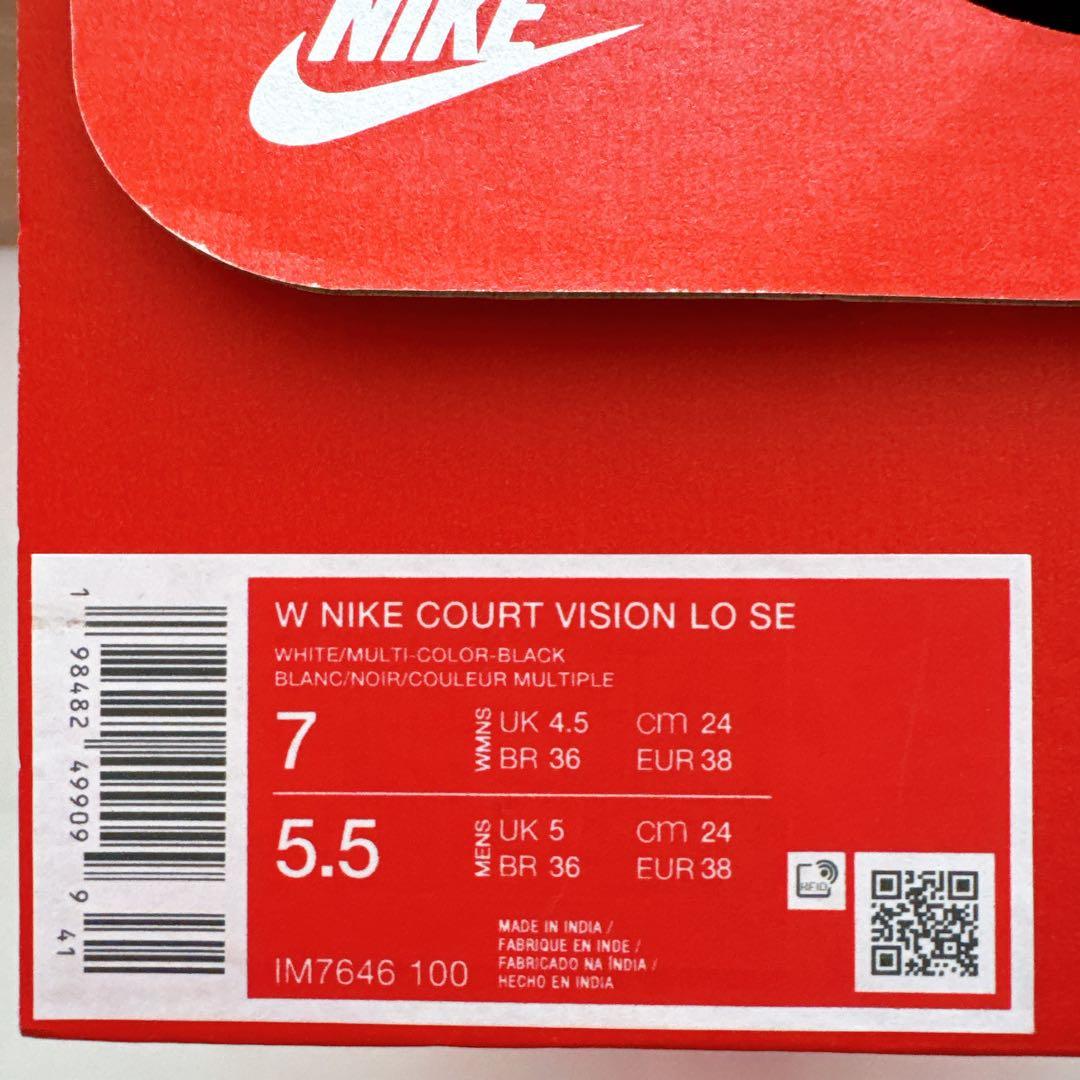 NIKE
W NIKE COURT VISION LO SE
WHITE/MULTI-COLOR-BLACK
BLANC/NOIR/COULEUR MULTIPLE
7 WMNS UK 4.5 cm 24
BR 36 EUR 38
5.5 MENS UK 5 cm 24
BR 36 EUR 38
MADE IN INDIA /
FABRIQUE EN INDE /
FABRICADO NA ÍNDIA /
HECHO EN INDIA
IM7646 100
RFID
1 98482 49909 9 41